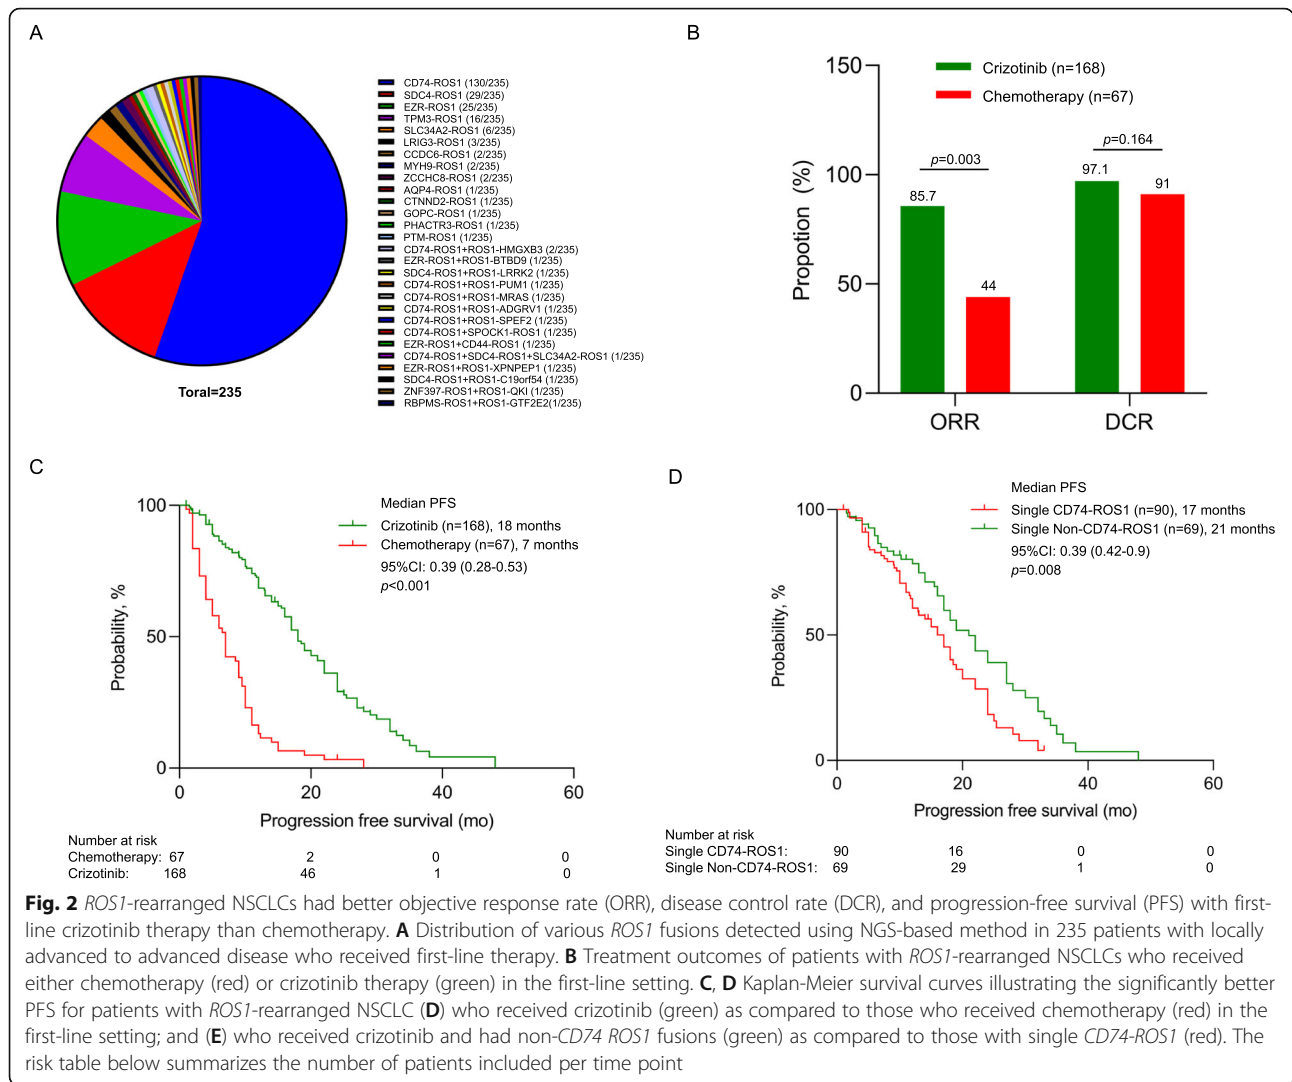 A
CD74-ROS1 (130/235)
SDC4-ROS1 (29/235)
EZR-ROS1 (25/235)
TPM3-ROS1 (16/235)
SLC34A2-ROS1 (6/235)
LRIG3-ROS1 (3/235)
CCDC6-ROS1 (2/235)
MYH9-ROS1 (2/235)
ZCCHC8-ROS1 (2/235)
AQP4-ROS1 (1/235)
CTNND2-ROS1 (1/235)
GOPC-ROS1 (1/235)
PHACTR3-ROS1 (1/235)
PTM-ROS1 (1/235)
CD74-ROS1+ROS1-HMGXB3 (2/235)
EZR-ROS1+ROS1-BTBD9 (1/235)
SDC4-ROS1+ROS1-LRRK2 (1/235)
CD74-ROS1+ROS1-PUM1 (1/235)
CD74-ROS1+ROS1-MRAS (1/235)
CD74-ROS1+ROS1-ADGRV1 (1/235)
CD74-ROS1+ROS1-SPEF2 (1/235)
CD74-ROS1+SPOCK1-ROS1 (1/235)
EZR-ROS1+CD44-ROS1 (1/235)
CD74-ROS1+SDC4-ROS1+SLC34A2-ROS1 (1/235)
EZR-ROS1+ROS1-XPNPEP1 (1/235)
SDC4-ROS1+ROS1-C19orf54 (1/235)
ZNF397-ROS1+ROS1-QKI (1/235)
RBPMS-ROS1+ROS1-GTF2E2(1/235)
Toral=235
B
Crizotinib (n=168)
Chemotherapy (n=67)
Propotion (%)
150
100
50
0
p=0.003
85.7
44
p=0.164
97.1
91
ORR
DCR
C
Median PFS
Crizotinib (n=168), 18 months
Chemotherapy (n=67), 7 months
95%CI: 0.39 (0.28-0.53)
p<0.001
Probability, %
100
50
0
0 20 40 60
Progression free survival (mo)
Number at risk
Chemotherapy: 67 2 0 0
Crizotinib: 168 46 1 0
D
Median PFS
Single CD74-ROS1 (n=90), 17 months
Single Non-CD74-ROS1 (n=69), 21 months
95%CI: 0.39 (0.42-0.9)
p=0.008
Probability, %
100
50
0
0 20 40 60
Progression free survival (mo)
Number at risk
Single CD74-ROS1: 90 16 0 0
Single Non-CD74-ROS1: 69 29 1 0
Fig. 2 ROS1-rearranged NSCLCs had better objective response rate (ORR), disease control rate (DCR), and progression-free survival (PFS) with first-
line crizotinib therapy than chemotherapy. A Distribution of various ROS1 fusions detected using NGS-based method in 235 patients with locally
advanced to advanced disease who received first-line therapy. B Treatment outcomes of patients with ROS1-rearranged NSCLCs who received
either chemotherapy (red) or crizotinib therapy (green) in the first-line setting. C, D Kaplan-Meier survival curves illustrating the significantly better
PFS for patients with ROS1-rearranged NSCLC (D) who received crizotinib (green) as compared to those who received chemotherapy (red) in the
first-line setting; and (E) who received crizotinib and had non-CD74 ROS1 fusions (green) as compared to those with single CD74-ROS1 (red). The
risk table below summarizes the number of patients included per time point